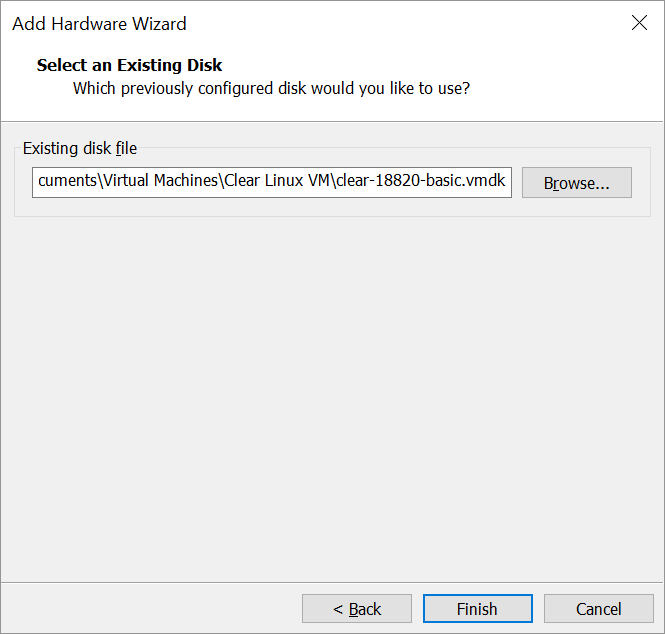 Add Hardware Wizard
Select an Existing Disk
Which previously configured disk would you like to use?
Existing disk file
cuments\Virtual Machines\Clear Linux VM\clear-18820-basic.vmdk
Browse...
< Back
Finish
Cancel